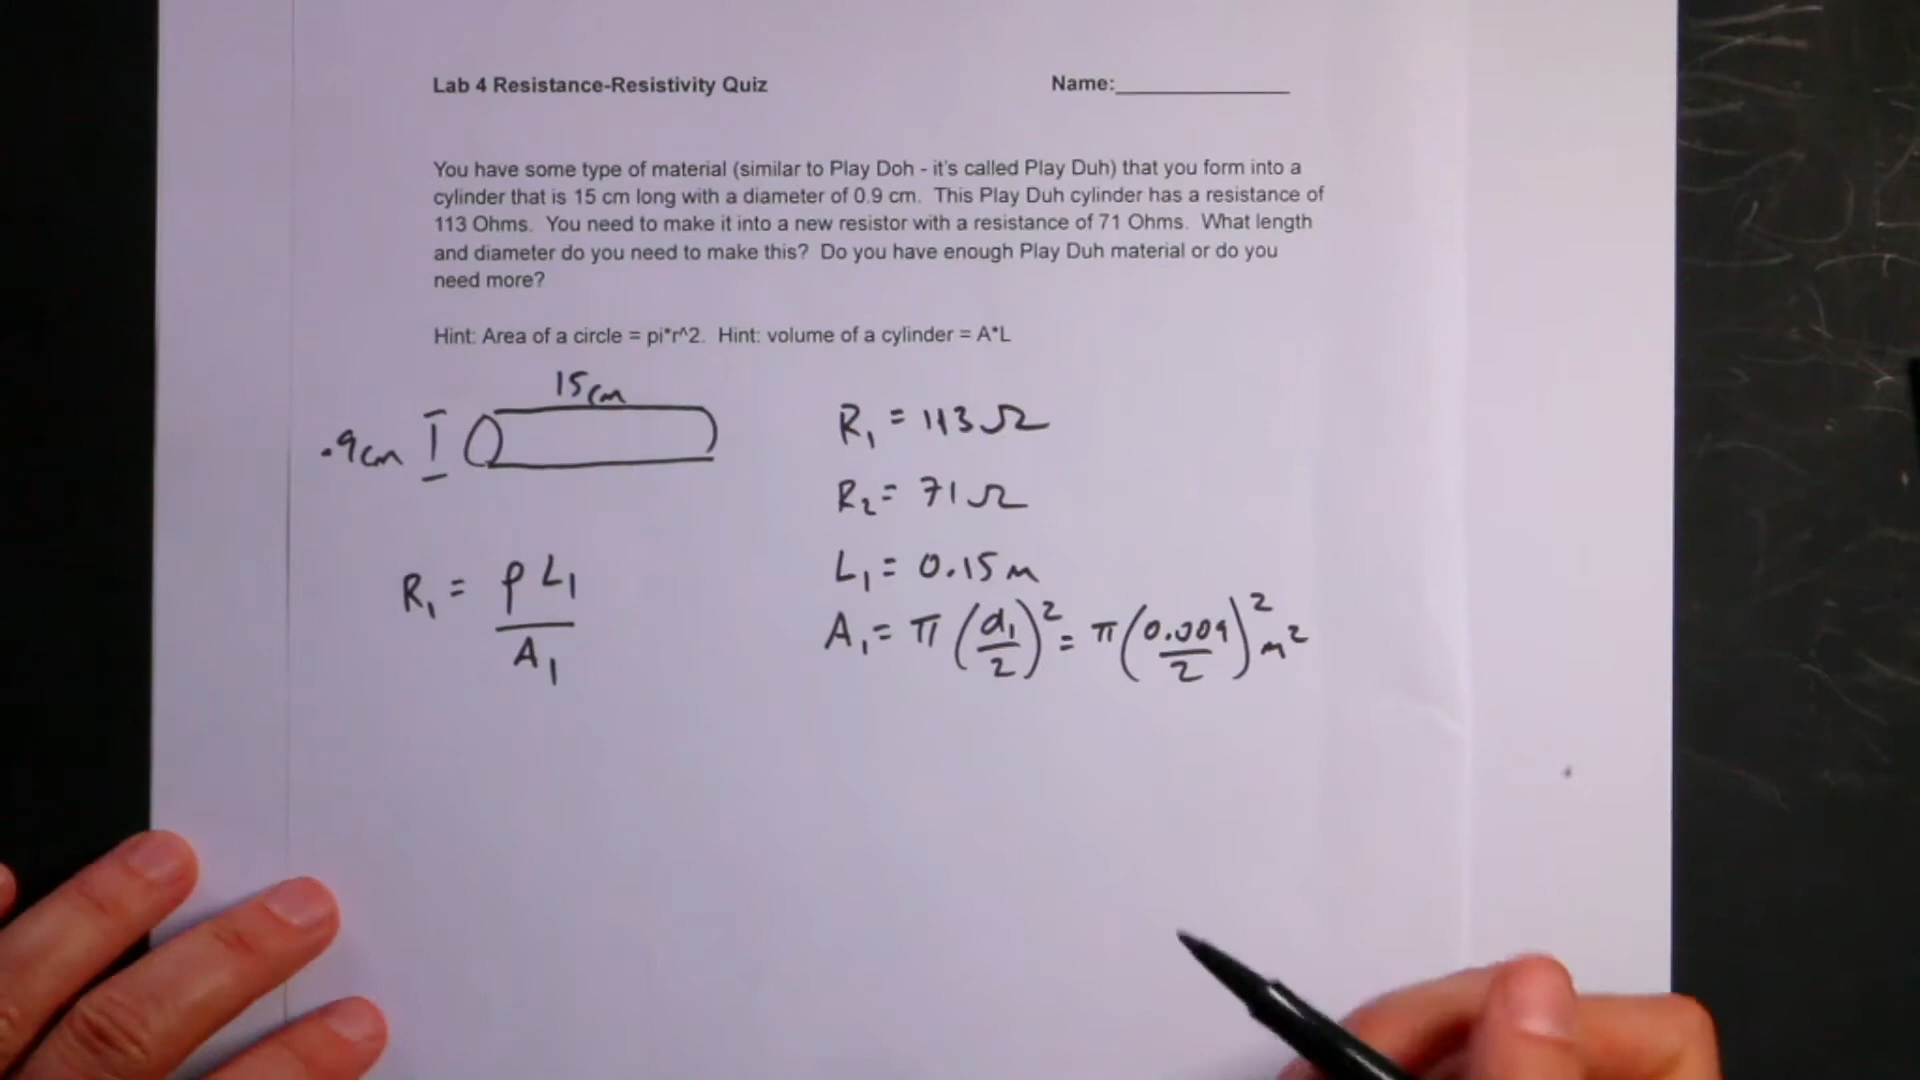 Lab 4 Resistance-Resistivity Quiz Name:______________
You have some type of material (similar to Play Doh - it's called Play Duh) that you form into a
cylinder that is 15 cm long with a diameter of 0.9 cm. This Play Duh cylinder has a resistance of
113 Ohms. You need to make it into a new resistor with a resistance of 71 Ohms. What length
and diameter do you need to make this? Do you have enough Play Duh material or do you
need more?
Hint: Area of a circle = pi*r^2. Hint: volume of a cylinder = A*L
15cm
.9cm
R₁ = 113 Ω
R₂ = 71 Ω
R₁ = ρL₁/A₁
L₁ = 0.15 m
A₁ = π(d₁/2)² = π(0.009/2)² m²